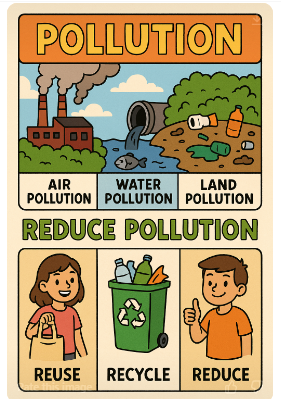 POLLUTION
AIR
POLLUTION
WATER
POLLUTION
LAND
POLLUTION
REDUCE POLLUTION
REUSE
RECYCLE
REDUCE